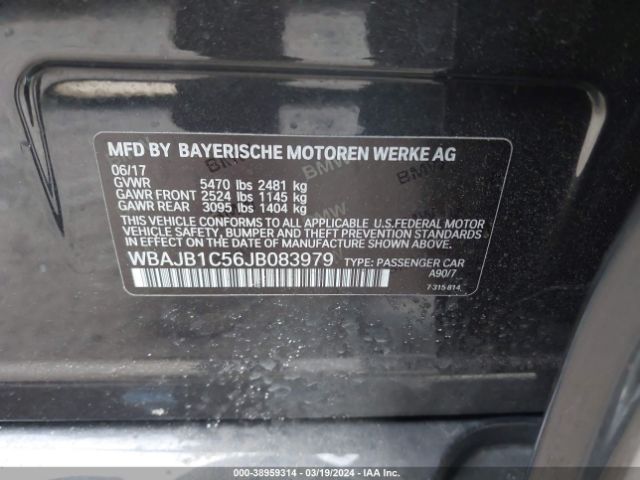 MFD BY BAYERISCHE MOTOREN WERKE AG
06/17
GVWR 5470 lbs 2481 kg
GAWR FRONT 2524 lbs 1145 kg
GAWR REAR 3095 lbs 1404 kg
THIS VEHICLE CONFORMS TO ALL APPLICABLE U.S.FEDERAL MOTOR
VEHICLE SAFETY, BUMPER AND THEFT PREVENTION STANDARDS
IN EFFECT ON THE DATE OF MANUFACTURE SHOWN ABOVE.
WBAJB1C56JB083979 TYPE: PASSENGER CAR
A90/7
7 315 814
000-38959314 - 03/19/2024 - IAA Inc.